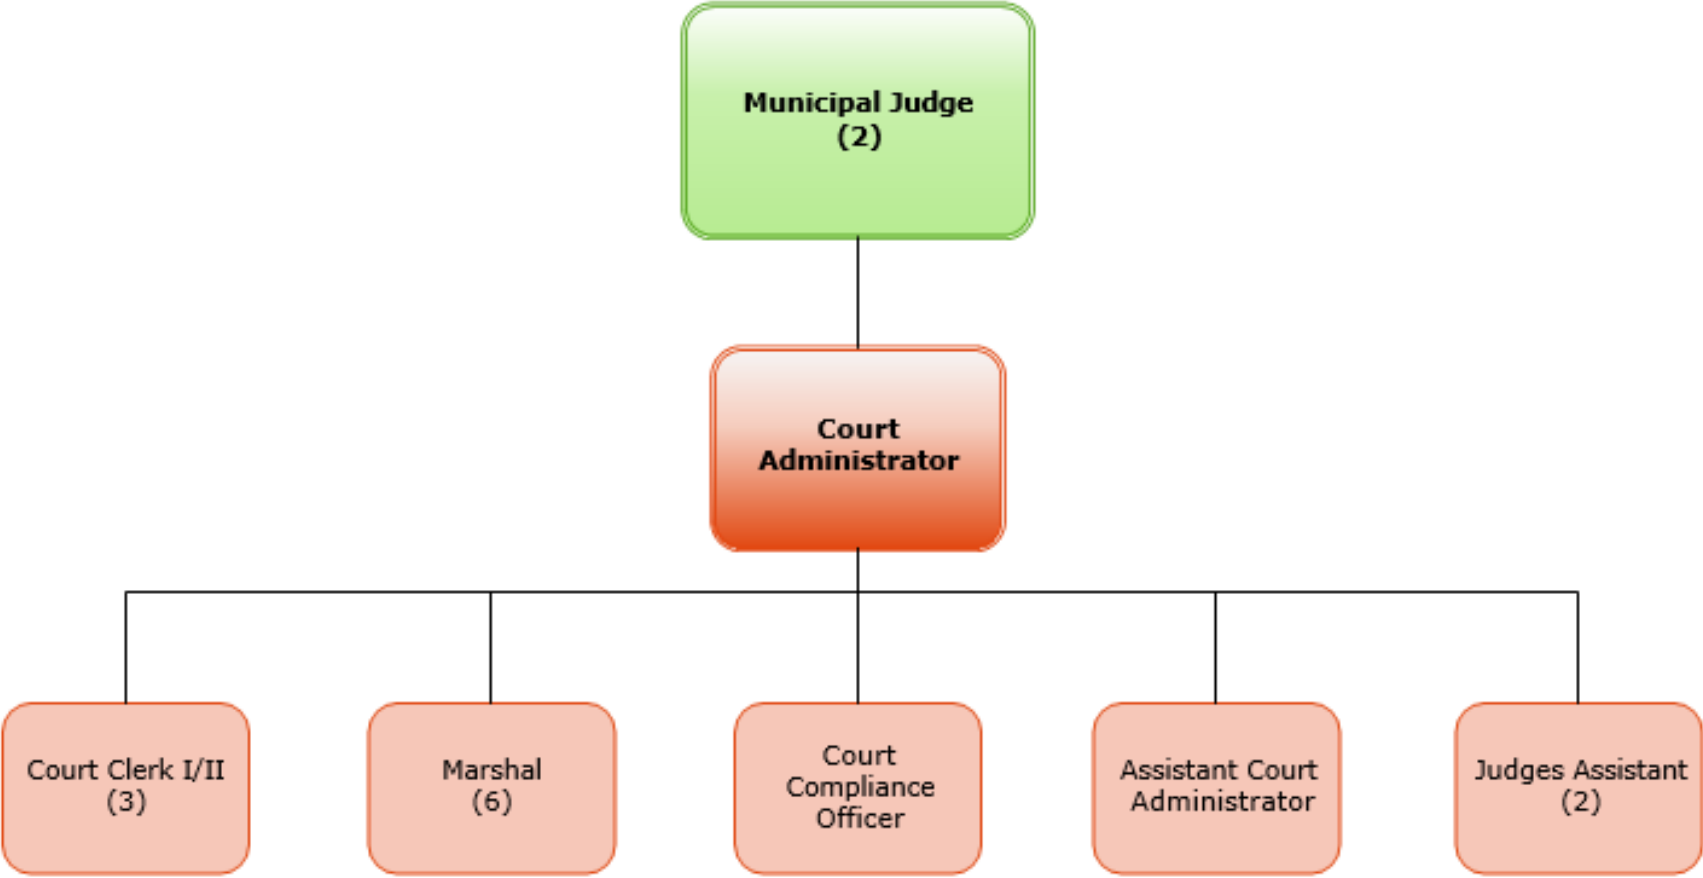 Municipal Judge
(2)
Court
Administrator
Court Clerk I/II
(3)
Marshal
(6)
Court
Compliance
Officer
Assistant Court
Administrator
Judges Assistant
(2)